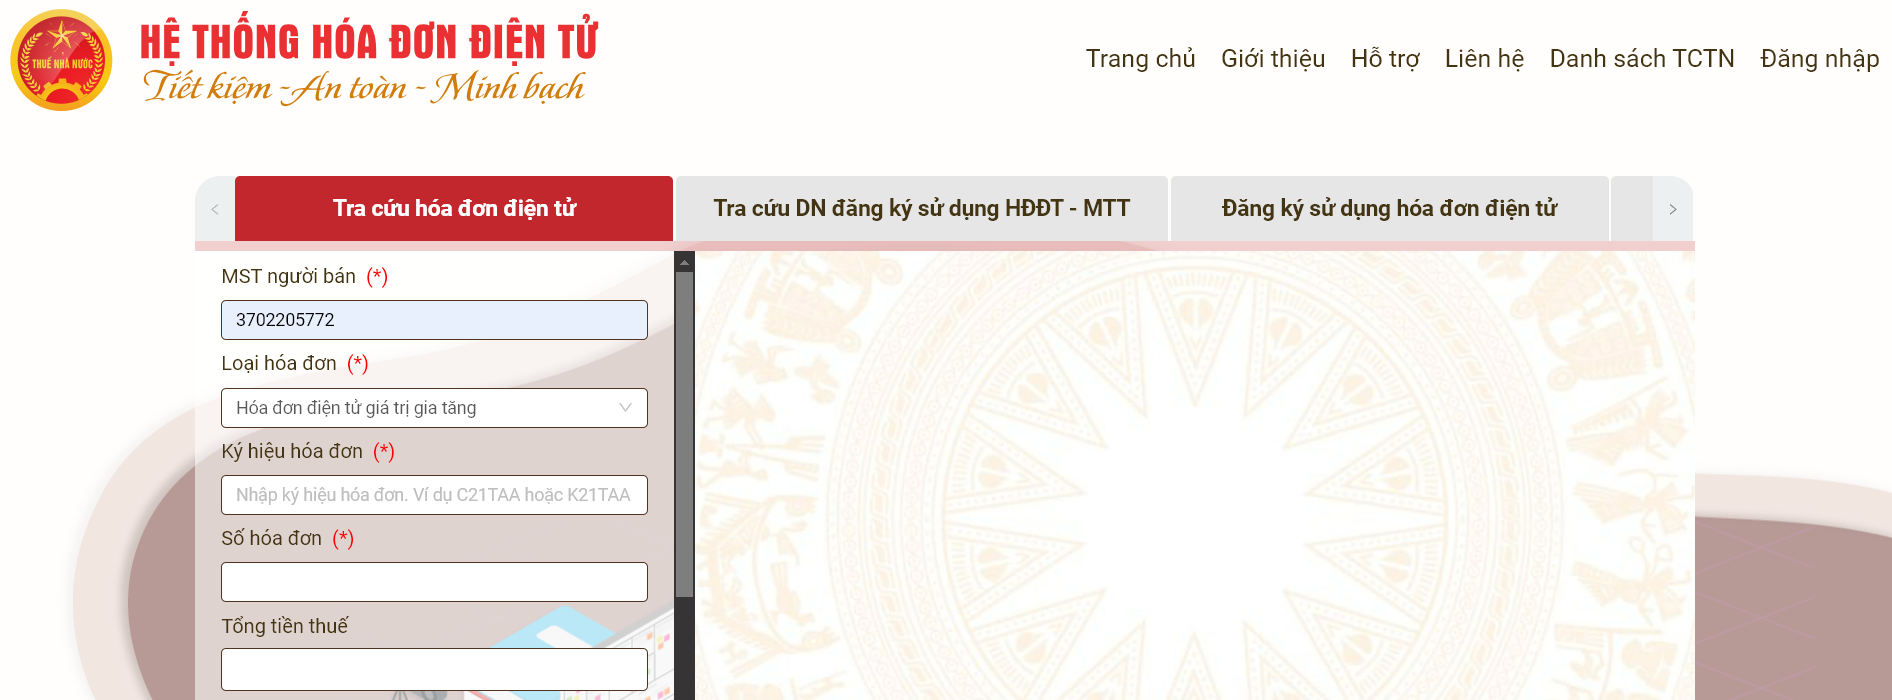 THUẾ NHÀ NƯỚC
HỆ THỐNG HÓA ĐƠN ĐIỆN TỬ
Tiết kiệm - An toàn - Minh bạch
Trang chủ Giới thiệu Hỗ trợ Liên hệ Danh sách TCTN Đăng nhập
Tra cứu hóa đơn điện tử Tra cứu DN đăng ký sử dụng HĐĐT - MTT Đăng ký sử dụng hóa đơn điện tử
MST người bán (*)
3702205772
Loại hóa đơn (*)
Hóa đơn điện tử giá trị gia tăng
Ký hiệu hóa đơn (*)
Nhập ký hiệu hóa đơn. Ví dụ C21TAA hoặc K21TAA
Số hóa đơn (*)
Tổng tiền thuế